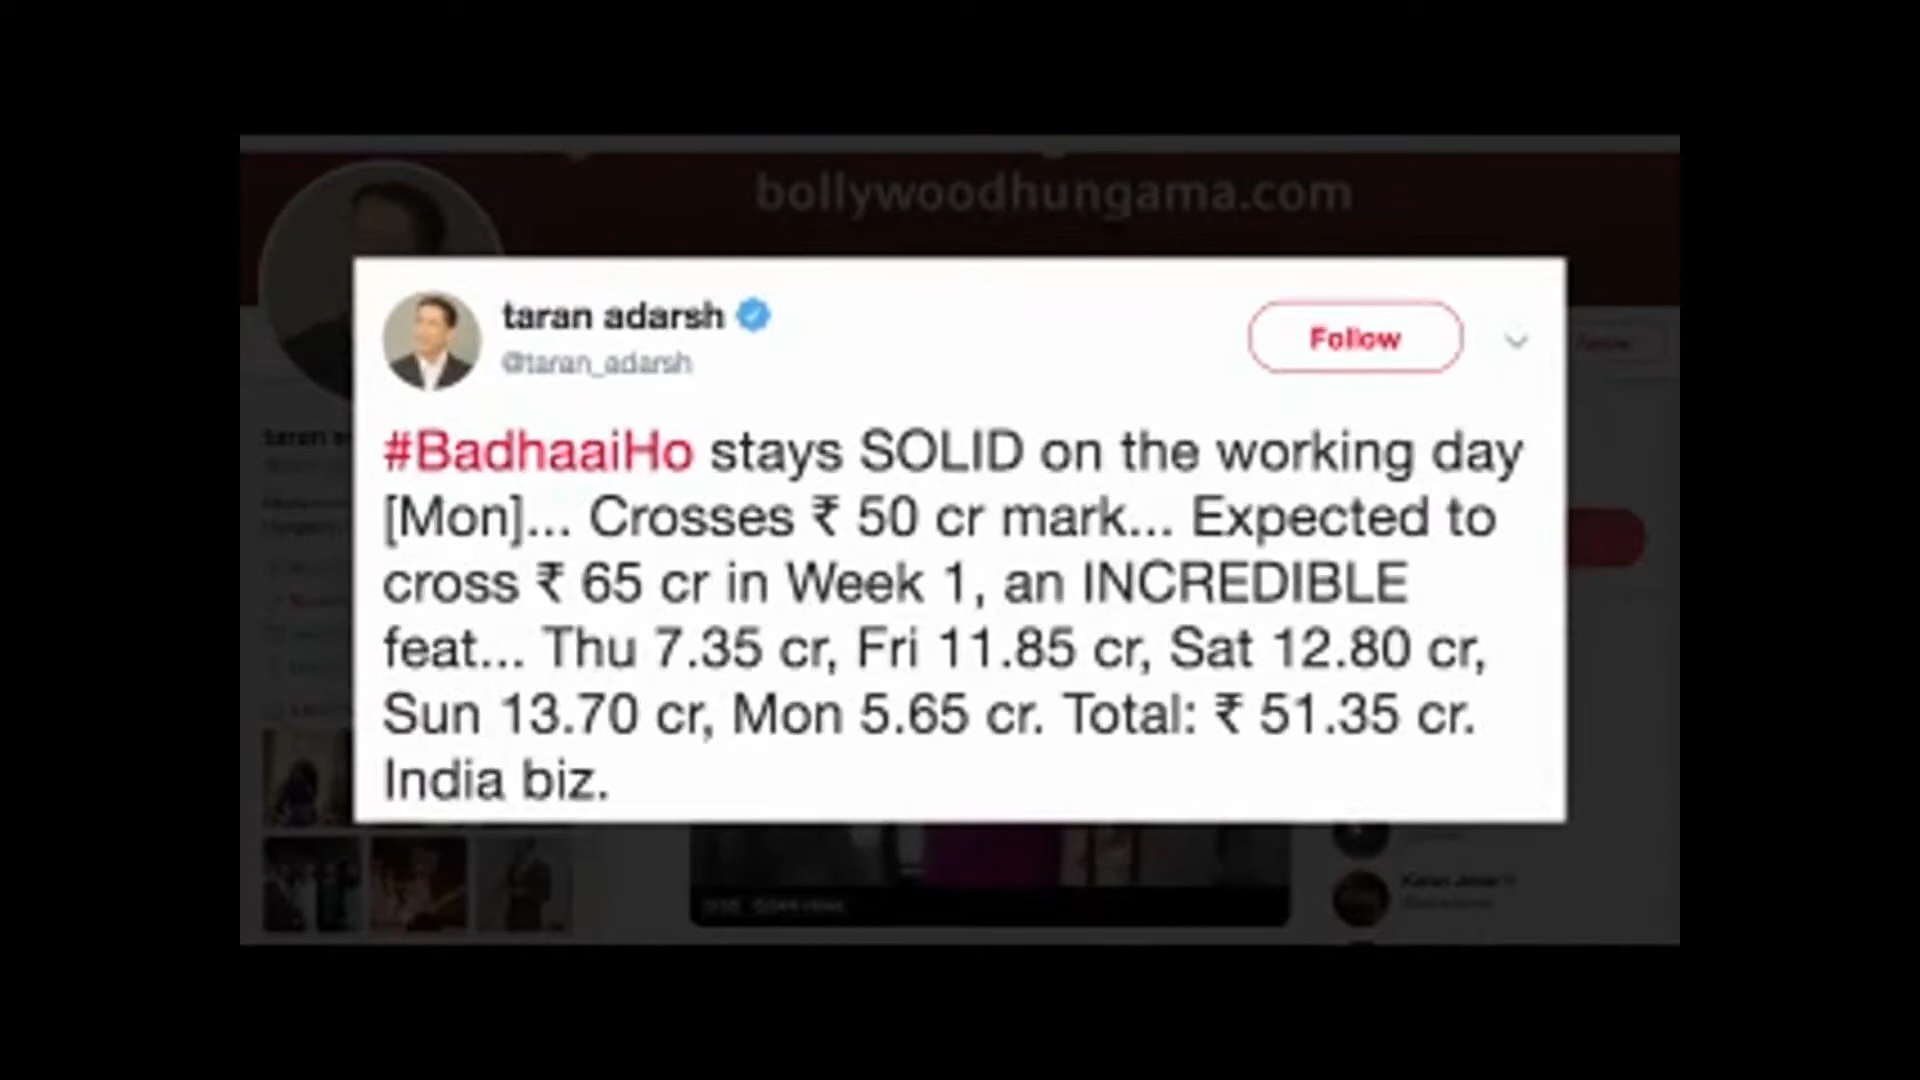 bollywoodhungama.com
taran adarsh
@taran_adarsh
Follow
#BadhaaiHo stays SOLID on the working day
[Mon]... Crosses ₹ 50 cr mark... Expected to
cross ₹ 65 cr in Week 1, an INCREDIBLE
feat... Thu 7.35 cr, Fri 11.85 cr, Sat 12.80 cr,
Sun 13.70 cr, Mon 5.65 cr. Total: ₹ 51.35 cr.
India biz.